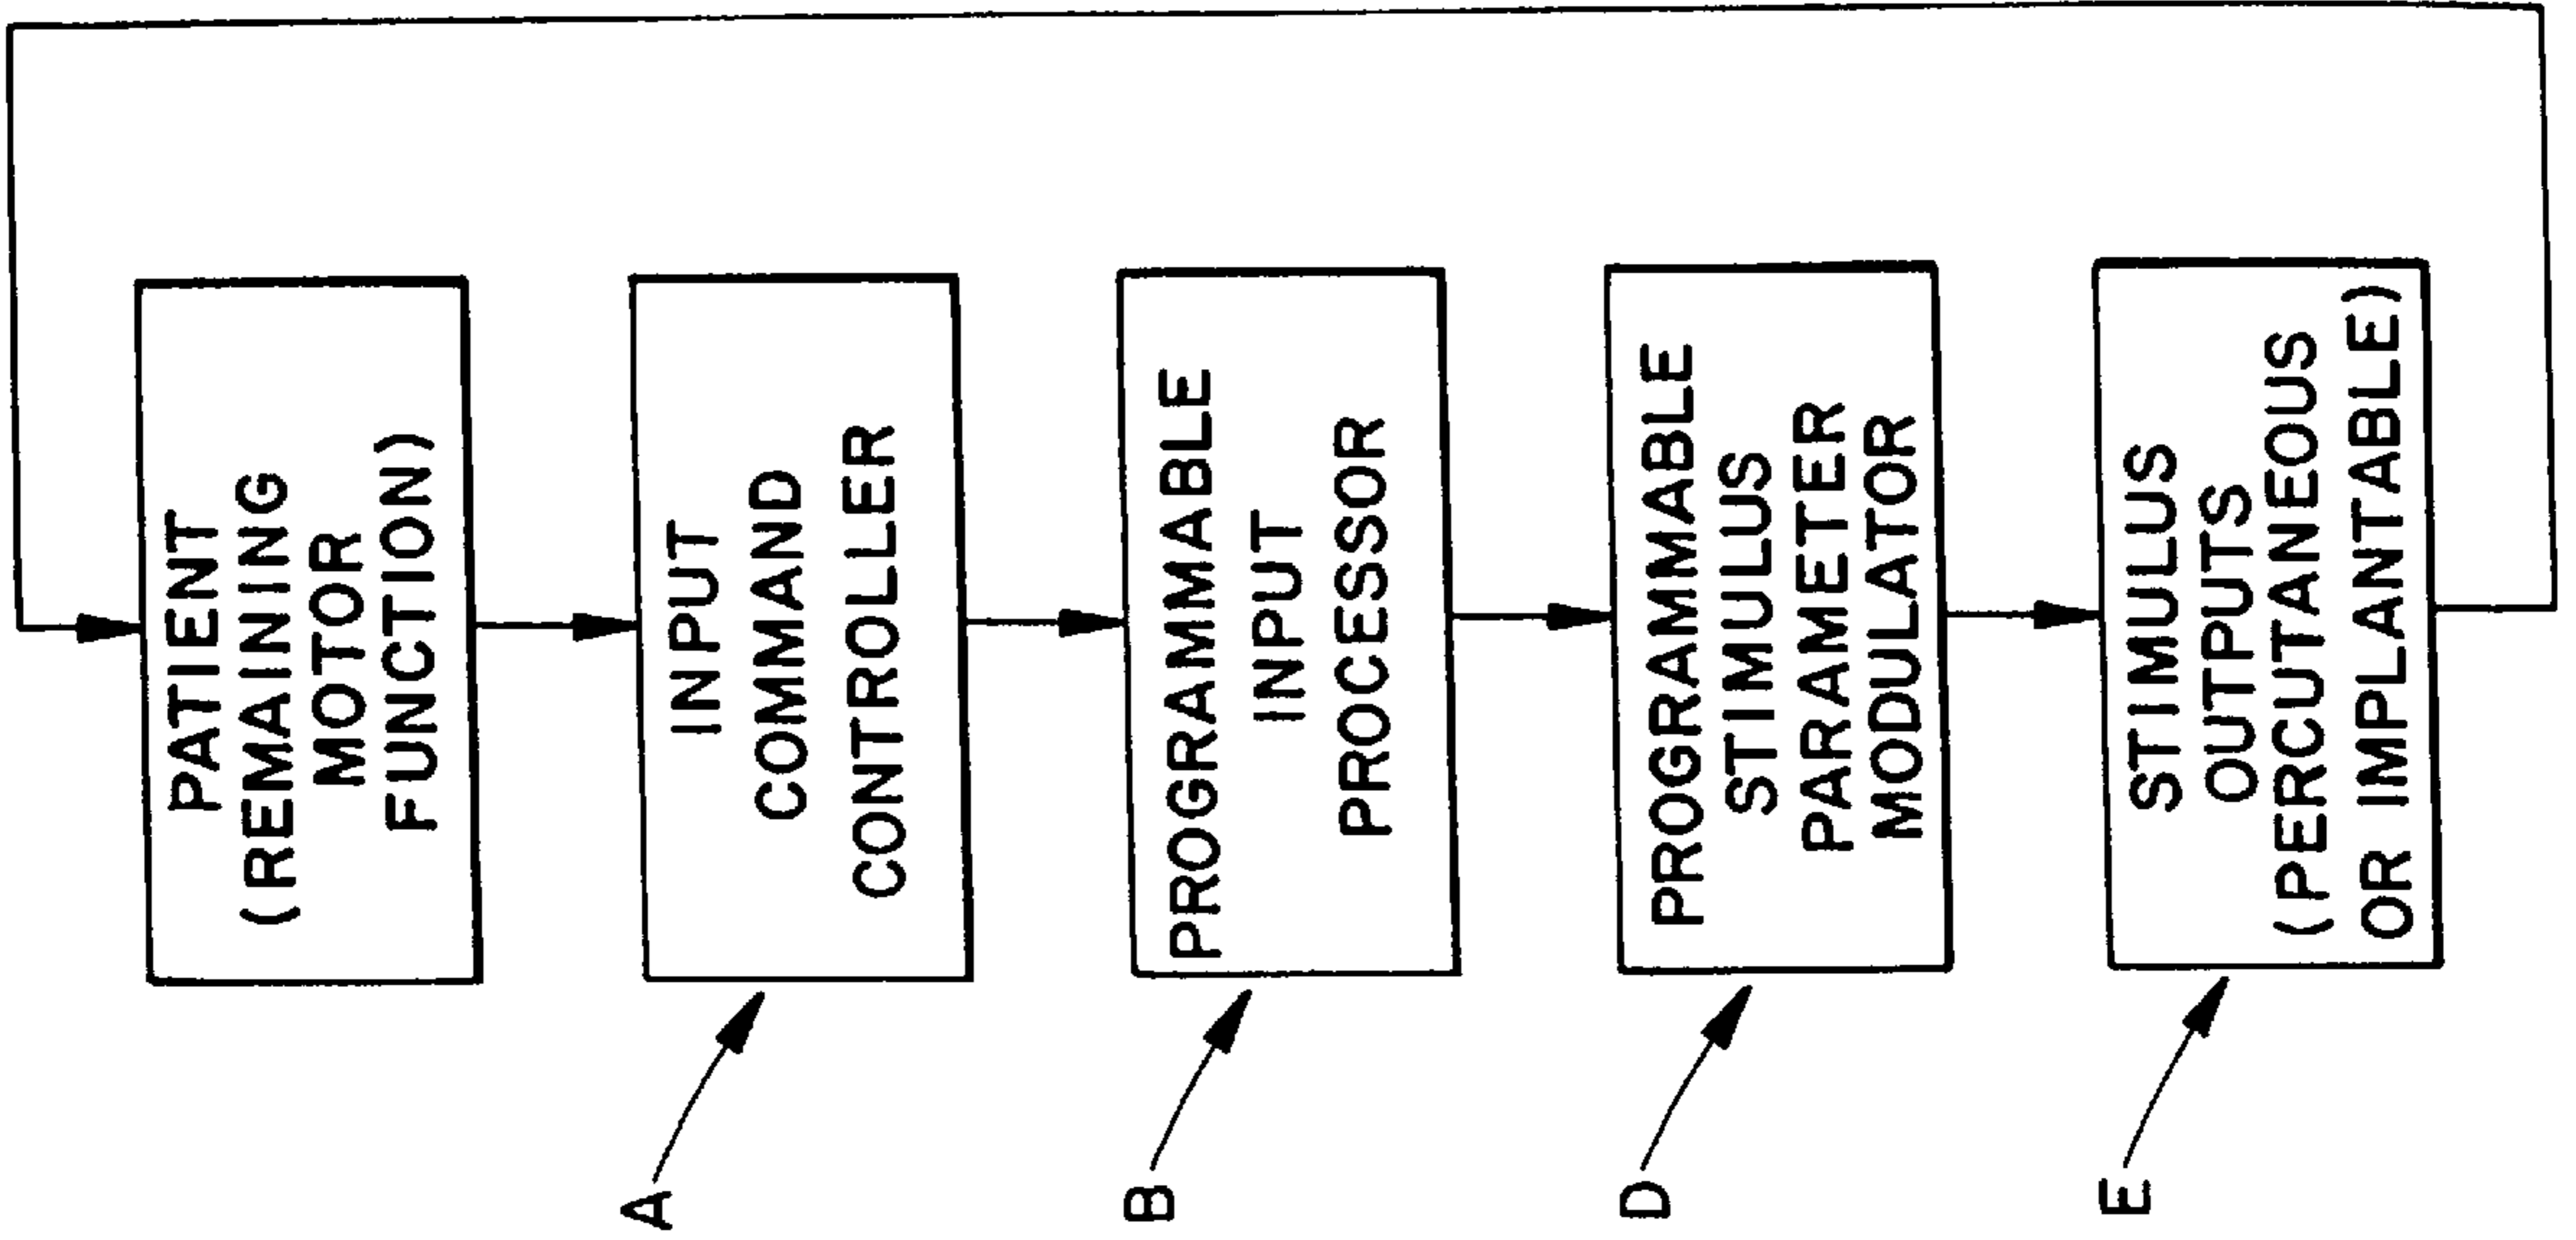 PATIENT
(REMAINING
MOTOR
FUNCTION)
A
INPUT
COMMAND
CONTROLLER
B
PROGRAMMABLE
INPUT
PROCESSOR
D
PROGRAMMABLE
STIMULUS
PARAMETER
MODULATOR
E
STIMULUS
OUTPUTS
(PERCUTANEOUS
OR IMPLANTABLE)